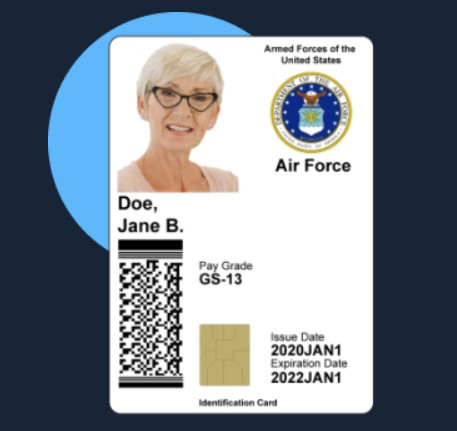 Armed Forces of the
United States
DEPARTMENT OF THE AIR FORCE
Air Force
Doe,
Jane B.
Pay Grade
GS-13
Issue Date
2020JAN1
Expiration Date
2022JAN1
Identification Card